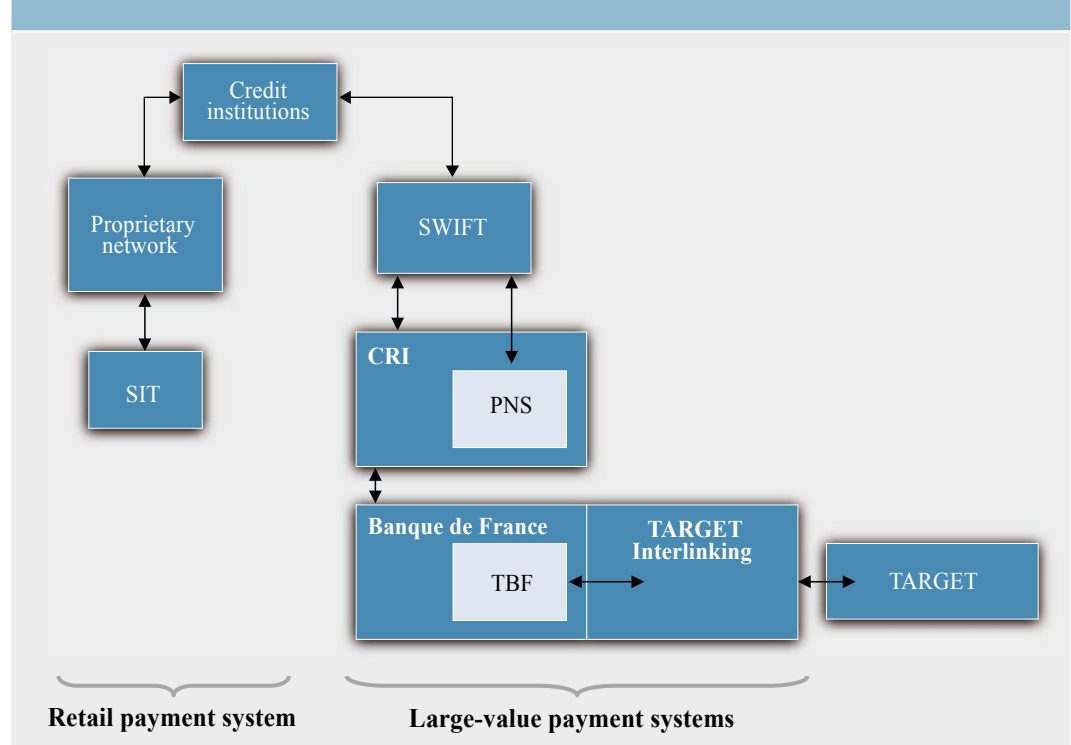 Credit
institutions
Proprietary
network
SWIFT
CRI
SIT
PNS
Banque de France
TARGET
Interlinking
TBF
TARGET
Retail payment system
Large-value payment systems